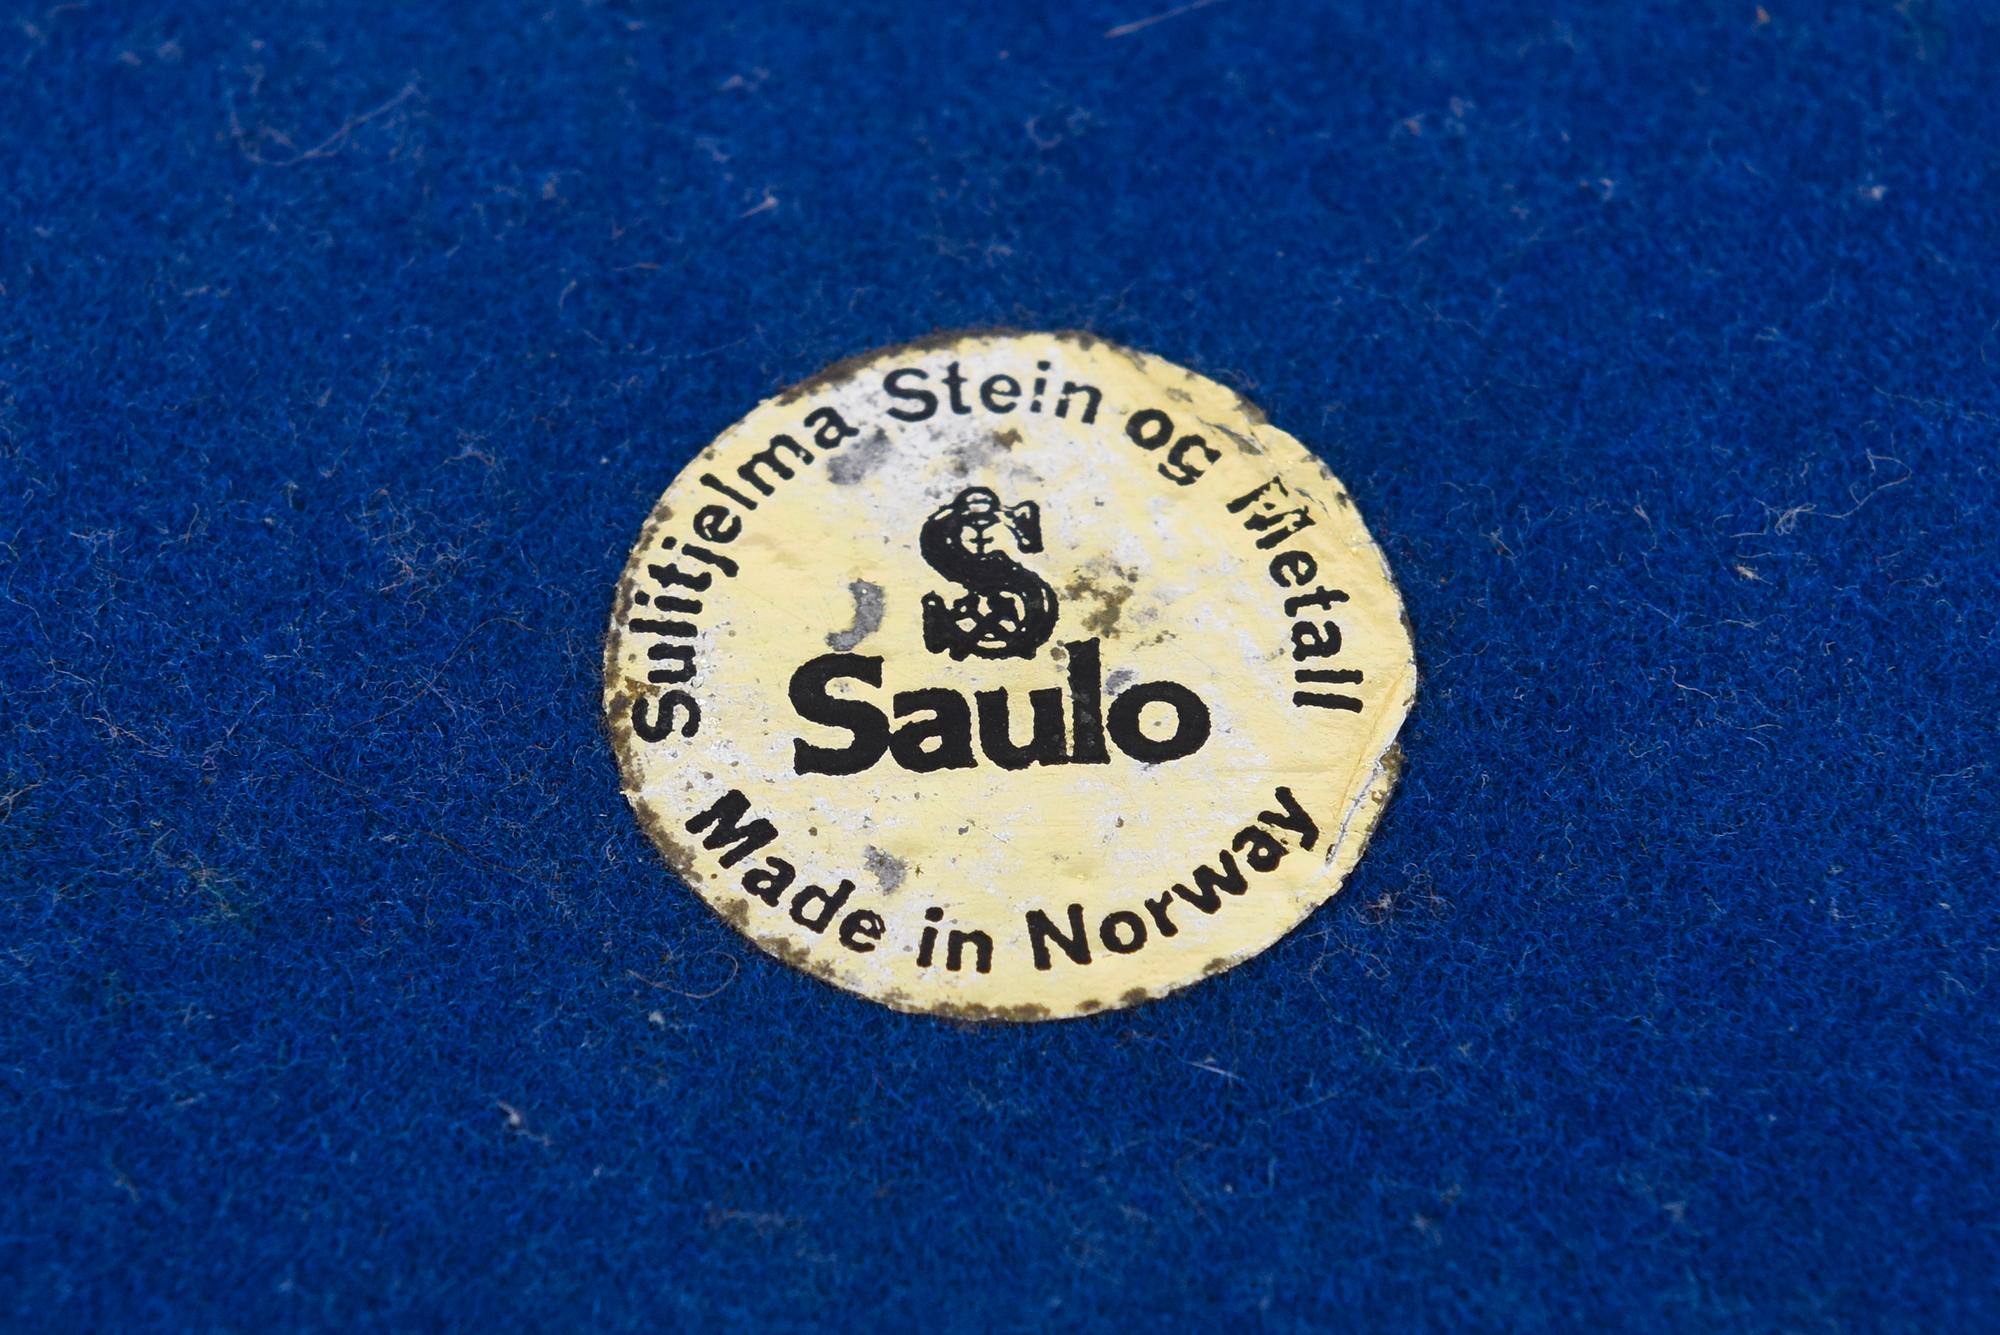 Sulitjelma Stein og Metall
S
Saulo
Made in Norway